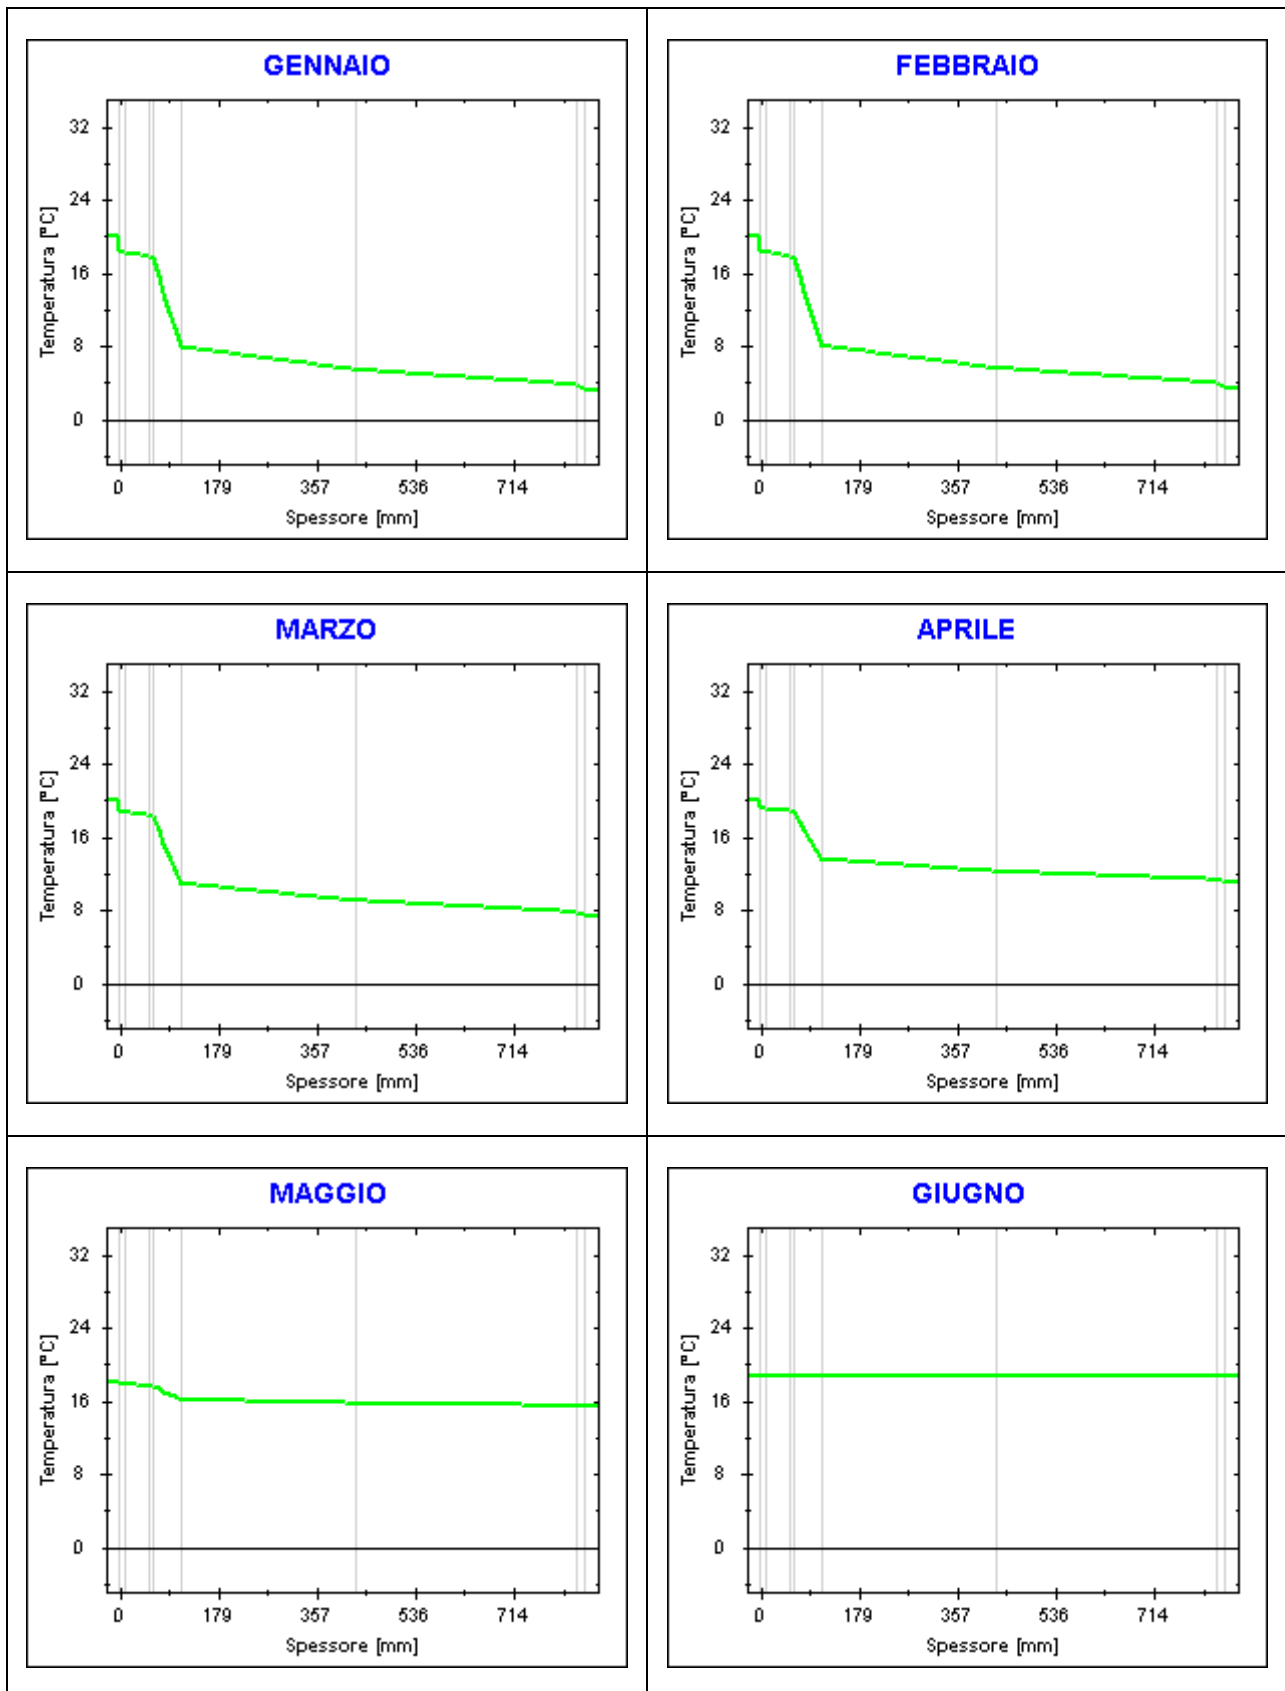 GENNAIO
32
24
16
8
0
Temperatura [°C]
0 179 357 536 714
Spessore [mm]
FEBBRAIO
32
24
16
8
0
Temperatura [°C]
0 179 357 536 714
Spessore [mm]
MARZO
32
24
16
8
0
Temperatura [°C]
0 179 357 536 714
Spessore [mm]
APRILE
32
24
16
8
0
Temperatura [°C]
0 179 357 536 714
Spessore [mm]
MAGGIO
32
24
16
8
0
Temperatura [°C]
0 179 357 536 714
Spessore [mm]
GIUGNO
32
24
16
8
0
Temperatura [°C]
0 179 357 536 714
Spessore [mm]